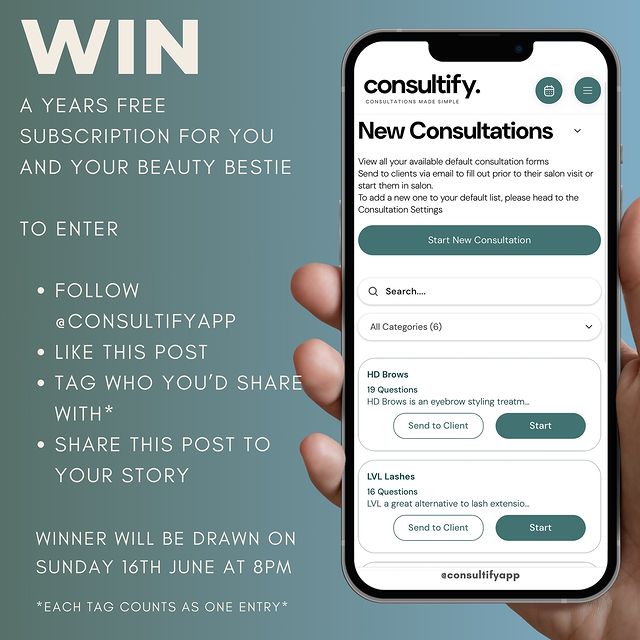 WIN
A YEARS FREE
SUBSCRIPTION FOR YOU
AND YOUR BEAUTY BESTIE
TO ENTER
• FOLLOW
@CONSULTIFYAPP
• LIKE THIS POST
• TAG WHO YOU'D SHARE
WITH*
• SHARE THIS POST TO
YOUR STORY
WINNER WILL BE DRAWN ON
SUNDAY 16TH JUNE AT 8PM
*EACH TAG COUNTS AS ONE ENTRY*
consultify.
CONSULTATIONS MADE SIMPLE
New Consultations
View all your available default consultation forms
Send to clients via email to fill out prior to their salon visit or
start them in salon.
To add a new one to your default list, please head to the
Consultation Settings
Start New Consultation
Search....
All Categories (6)
HD Brows
19 Questions
HD Brows is an eyebrow styling treatm...
Send to Client
Start
LVL Lashes
16 Questions
LVL a great alternative to lash extensio...
Send to Client
Start
@consultifyapp